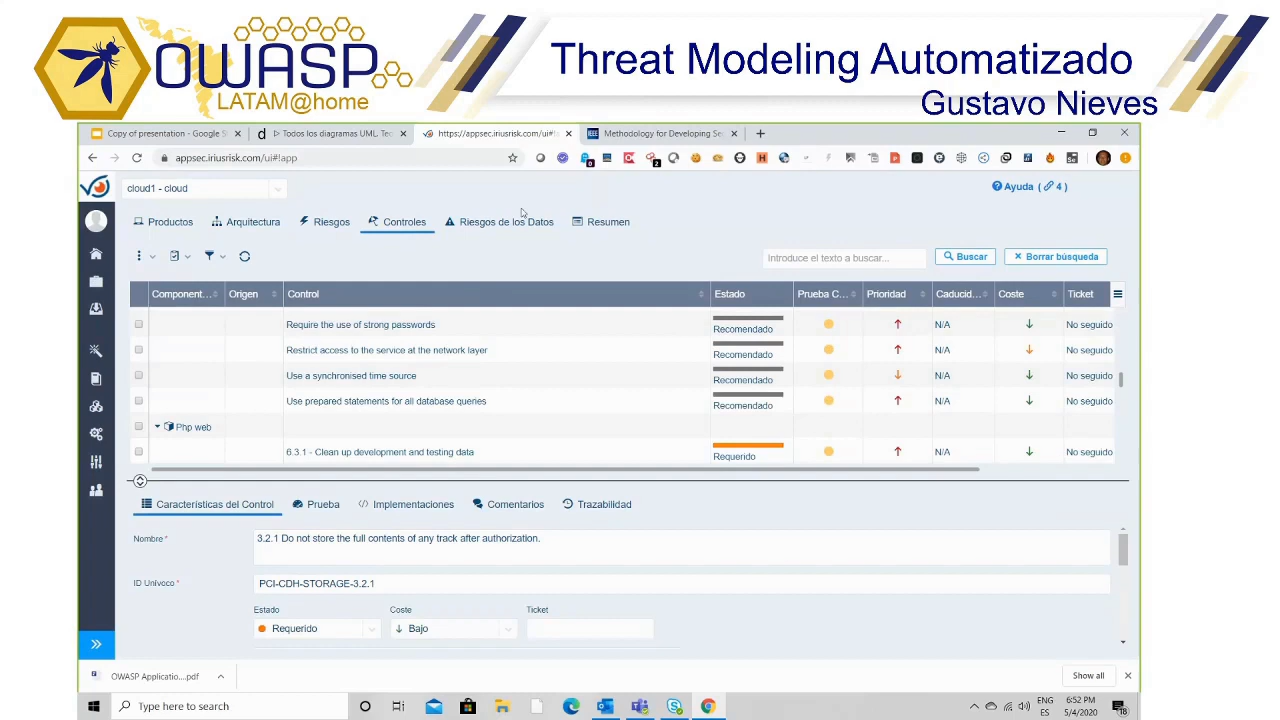 OWASP
LATAM@home
Threat Modeling Automatizado
Gustavo Nieves
Copy of presentation - Google S
d
Todos los diagramas UML. Teo
https://appsec.iriusrisk.com/ui#!a
Methodology for Developing Se
appsec.iriusrisk.com/ui#!app
cloud1 - cloud
Ayuda ( 4 )
Productos
Arquitectura
Riesgos
Controles
Riesgos de los Datos
Resumen
Introduce el texto a buscar...
Buscar
Borrar búsqueda
Component... Origen Control Estado Prueba C... Prioridad Caducid... Coste Ticket
Require the use of strong passwords Recomendado N/A No seguido
Restrict access to the service at the network layer Recomendado N/A No seguido
Use a synchronised time source Recomendado N/A No seguido
Use prepared statements for all database queries Recomendado N/A No seguido
Php web
6.3.1 - Clean up development and testing data Requerido N/A No seguido
Características del Control
Prueba
Implementaciones
Comentarios
Trazabilidad
Nombre *
3.2.1 Do not store the full contents of any track after authorization.
ID Unívoco *
PCI-CDH-STORAGE-3.2.1
Estado Coste Ticket
Requerido Bajo
OWASP Applicatio....pdf
Show all
Type here to search
ES
ES
6:52 PM
5/4/2020
18